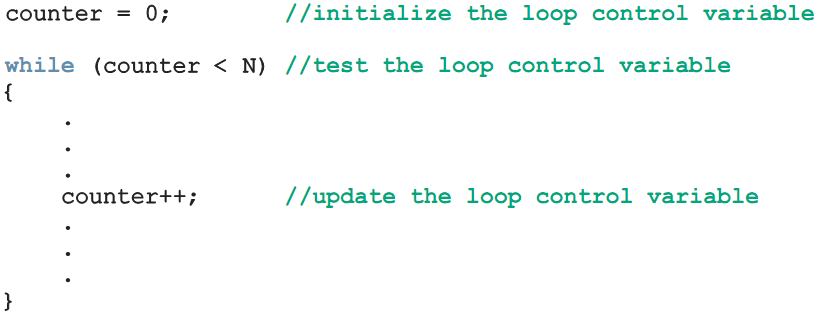 counter = 0; //initialize the loop control variable
while (counter < N) //test the loop control variable
{
.
.
.
counter++; //update the loop control variable
.
.
.
}